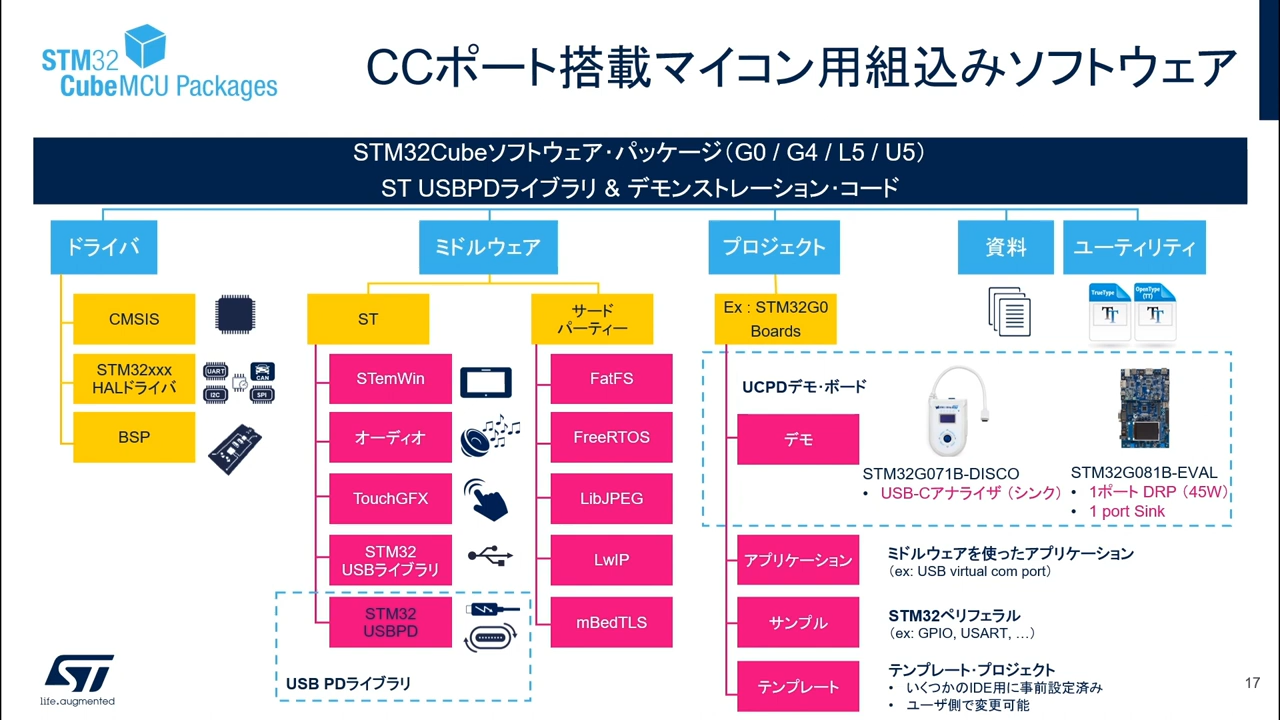 STM32
CubeMCU Packages
CCポート搭載マイコン用組込みソフトウェア
STM32Cubeソフトウェア・パッケージ（G0 / G4 / L5 / U5）
ST USBPDライブラリ & デモンストレーション・コード
ドライバ
ミドルウェア
プロジェクト
資料
ユーティリティ
CMSIS
STM32xxx
HALドライバ
UART
CAN
I2C
SPI
BSP
ST
STemWin
オーディオ
TouchGFX
STM32
USBライブラリ
STM32
USBPD
USB PDライブラリ
サード
パーティー
FatFS
FreeRTOS
LibJPEG
LwIP
mBedTLS
Ex : STM32G0
Boards
TrueType
OpenType
(TT)
UCPDデモ・ボード
デモ
STM32G071B-DISCO
• USB-Cアナライザ（シンク）
STM32G081B-EVAL
• 1ポート DRP（45W）
• 1 port Sink
アプリケーション
ミドルウェアを使ったアプリケーション
（ex: USB virtual com port）
サンプル
STM32ペリフェラル
（ex: GPIO, USART, …）
テンプレート
テンプレート・プロジェクト
• いくつかのIDE用に事前設定済み
• ユーザ側で変更可能
ST
life.augmented
17